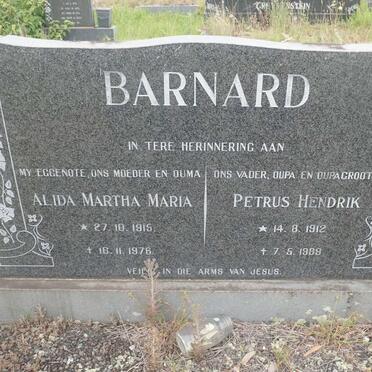 BARNARD
IN TERE HERINNERING AAN
MY EGGENOTE, ONS MOEDER EN OUMA
ALIDA MARTHA MARIA
★ 27.10.1915
✝ 16.11.1976
ONS VADER, OUPA EN OUPAGROOT
PETRUS HENDRIK
★ 14.8.1912
✝ 7.5.1989
IN DIE ARMS VAN JESUS.